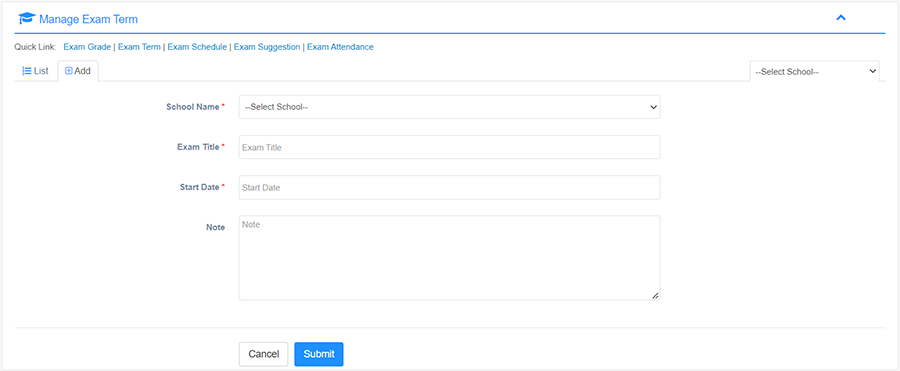 Manage Exam Term
Quick Link: Exam Grade | Exam Term | Exam Schedule | Exam Suggestion | Exam Attendance
List Add --Select School--
School Name * --Select School--
Exam Title * Exam Title
Start Date * Start Date
Note Note
Cancel Submit